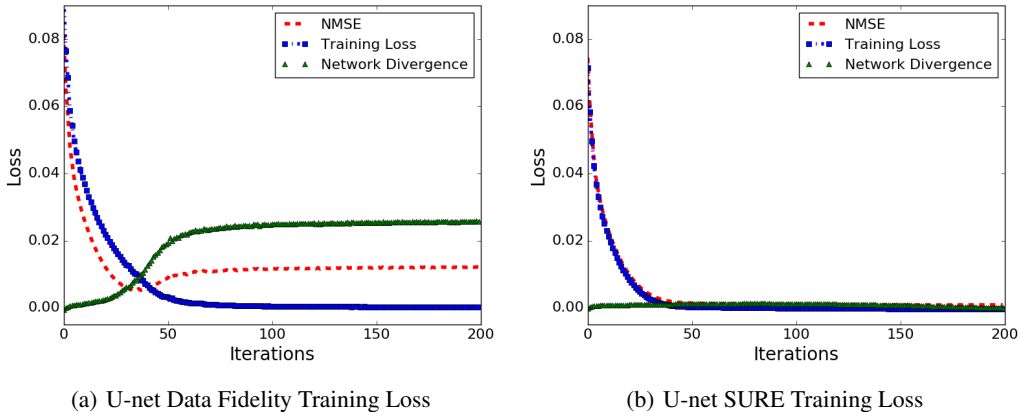 NMSE
Training Loss
Network Divergence
0.08
0.06
0.04
0.02
0.00
Loss
0 50 100 150 200
Iterations
(a) U-net Data Fidelity Training Loss
NMSE
Training Loss
Network Divergence
0.08
0.06
0.04
0.02
0.00
Loss
0 50 100 150 200
Iterations
(b) U-net SURE Training Loss